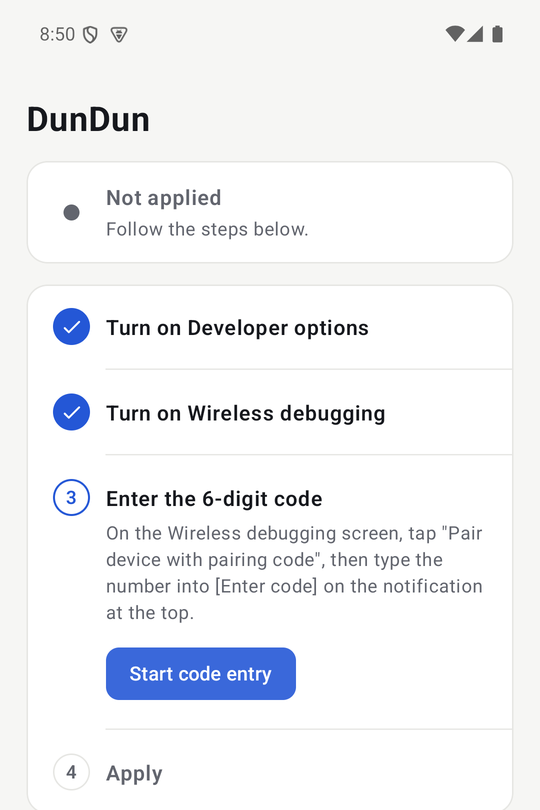 8:50
DunDun
Not applied
Follow the steps below.
Turn on Developer options
Turn on Wireless debugging
3
Enter the 6-digit code
On the Wireless debugging screen, tap "Pair
device with pairing code", then type the
number into [Enter code] on the notification
at the top.
Start code entry
4
Apply